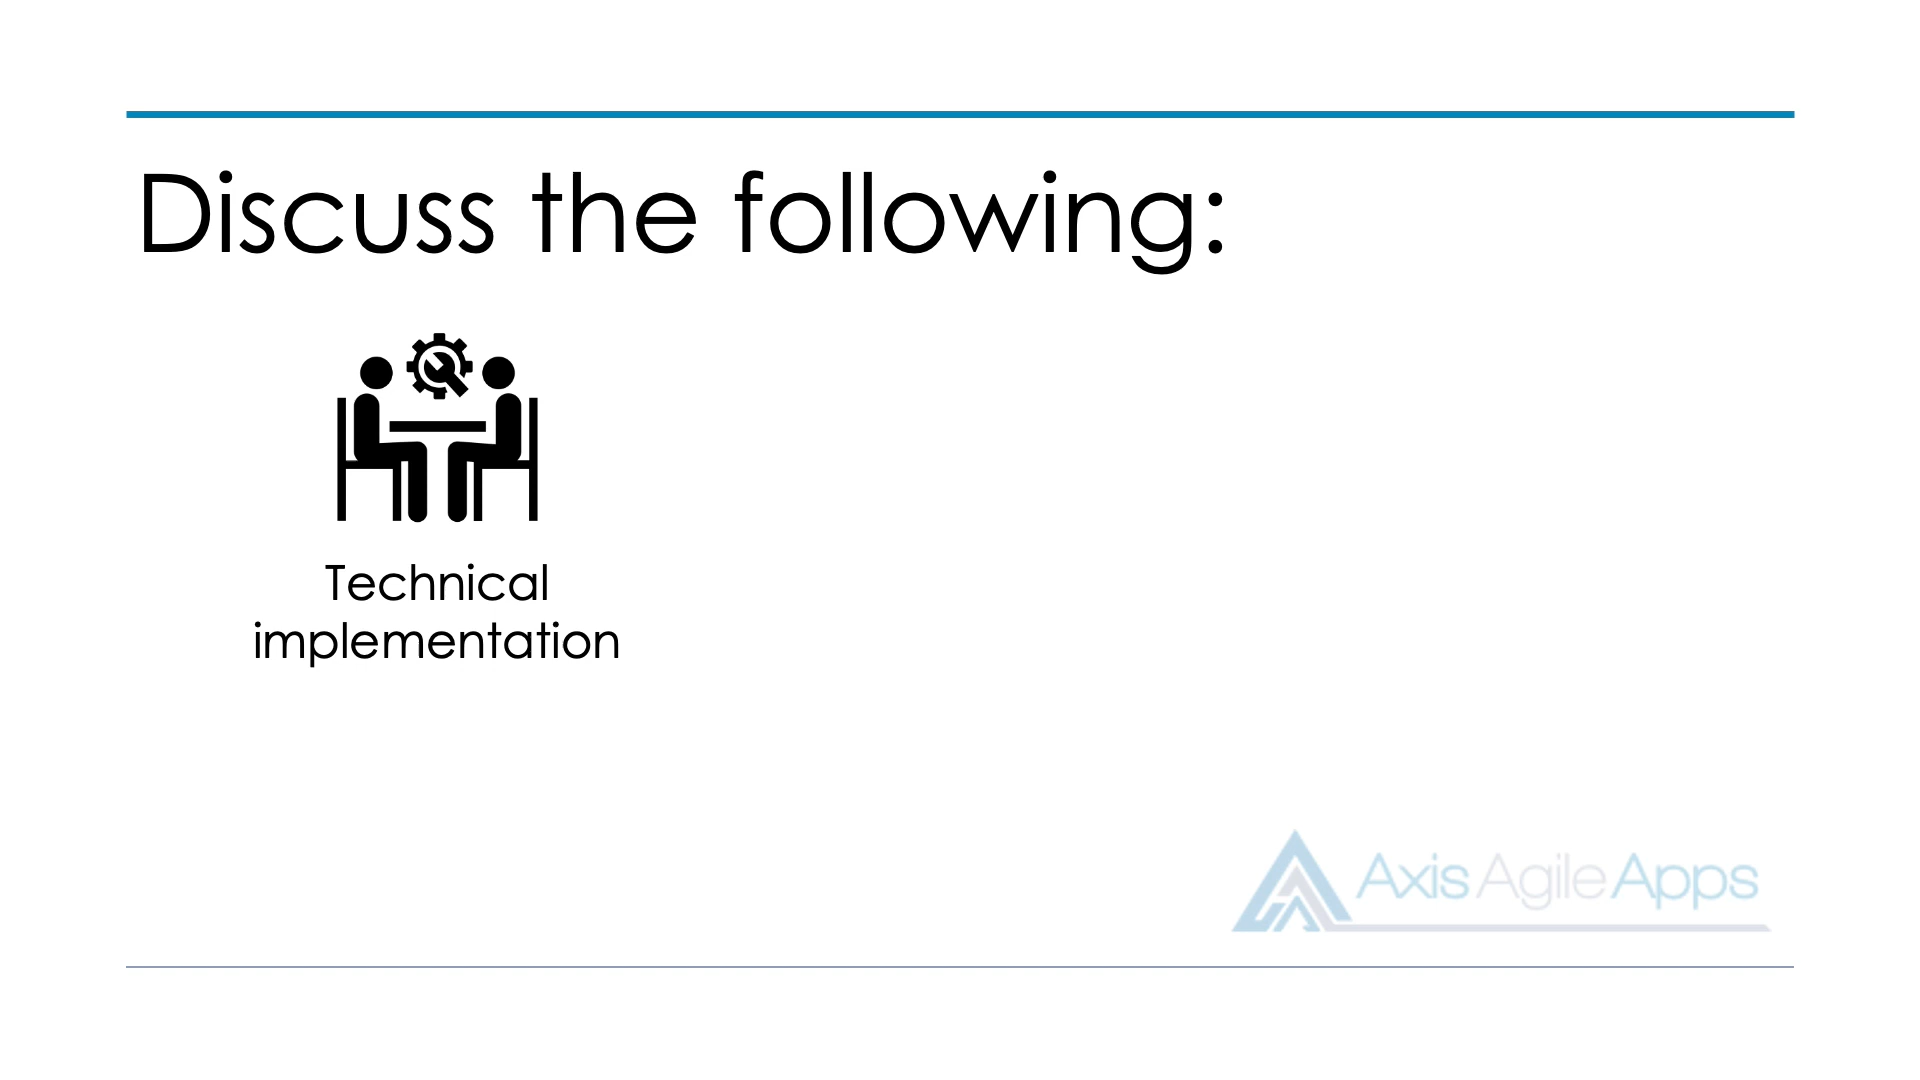 Discuss the following:
Technical
implementation
Axis Agile Apps